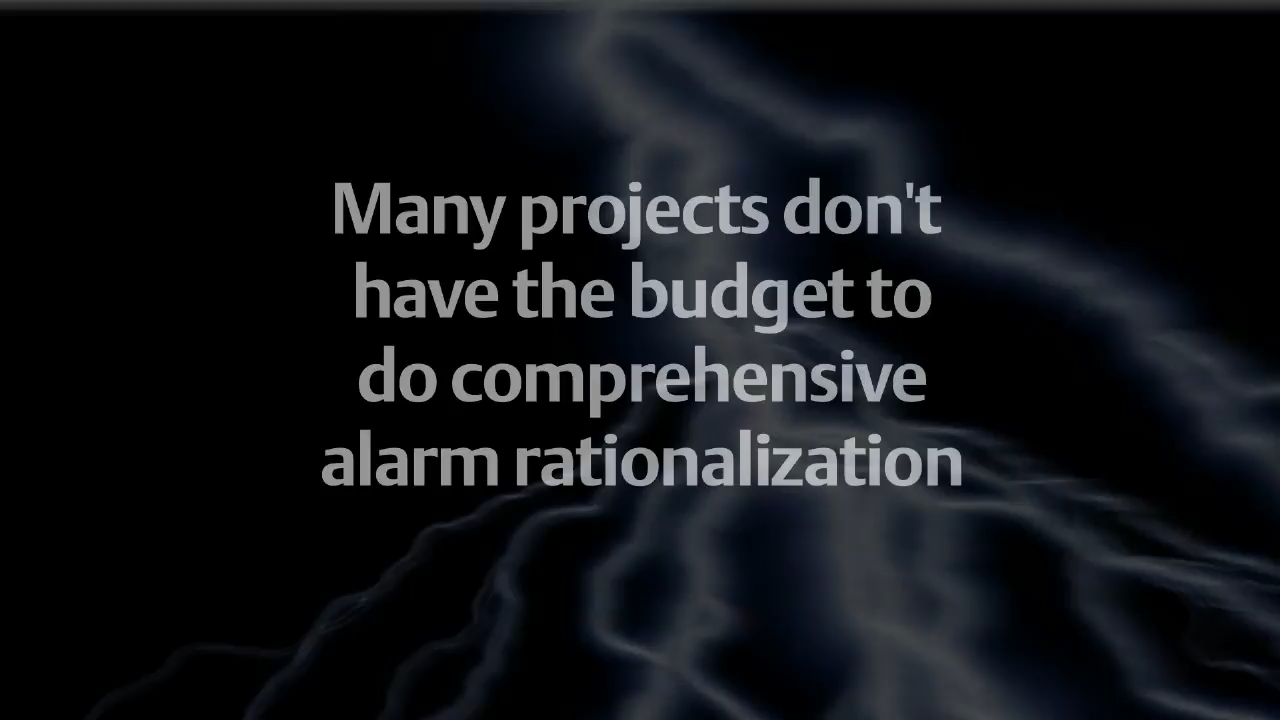 Many projects don't
have the budget to
do comprehensive
alarm rationalization